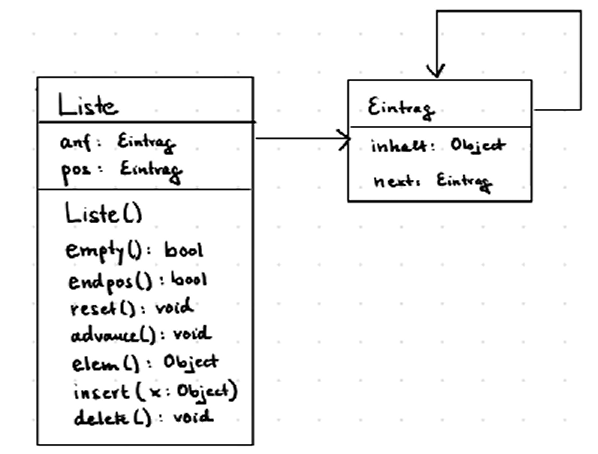 Liste
anf: Eintrag
pos: Eintrag
Liste()
empty(): bool
endpos(): bool
reset(): void
advance(): void
elem(): Object
insert(x: Object)
delete(): void
Eintrag
inhalt: Object
next: Eintrag